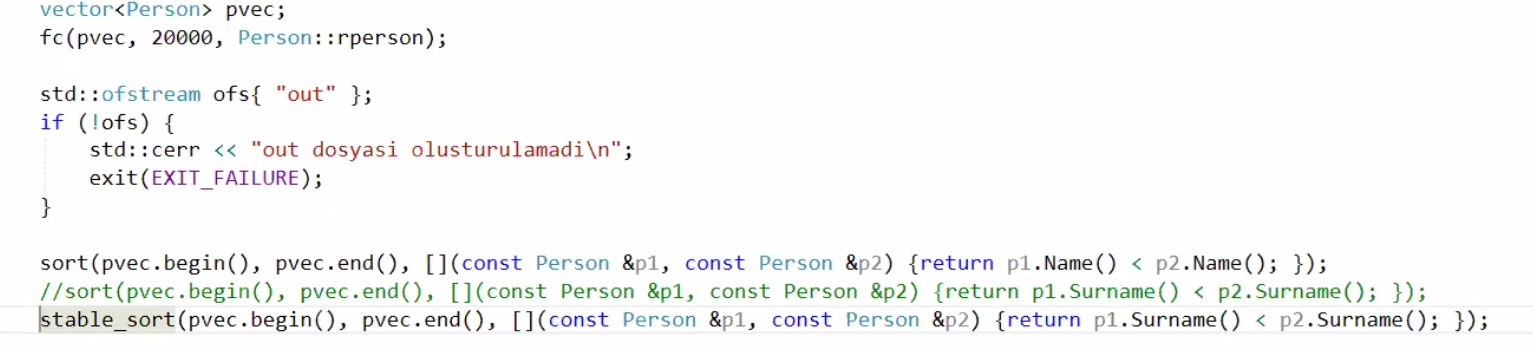 vector<Person> pvec;
fc(pvec, 20000, Person::rperson);
std::ofstream ofs{ "out" };
if (!ofs) {
std::cerr << "out dosyasi olusturulamadi\n";
exit(EXIT_FAILURE);
}
sort(pvec.begin(), pvec.end(), [](const Person &p1, const Person &p2) {return p1.Name() < p2.Name(); });
//sort(pvec.begin(), pvec.end(), [](const Person &p1, const Person &p2) {return p1.Surname() < p2.Surname(); });
stable_sort(pvec.begin(), pvec.end(), [](const Person &p1, const Person &p2) {return p1.Surname() < p2.Surname(); });